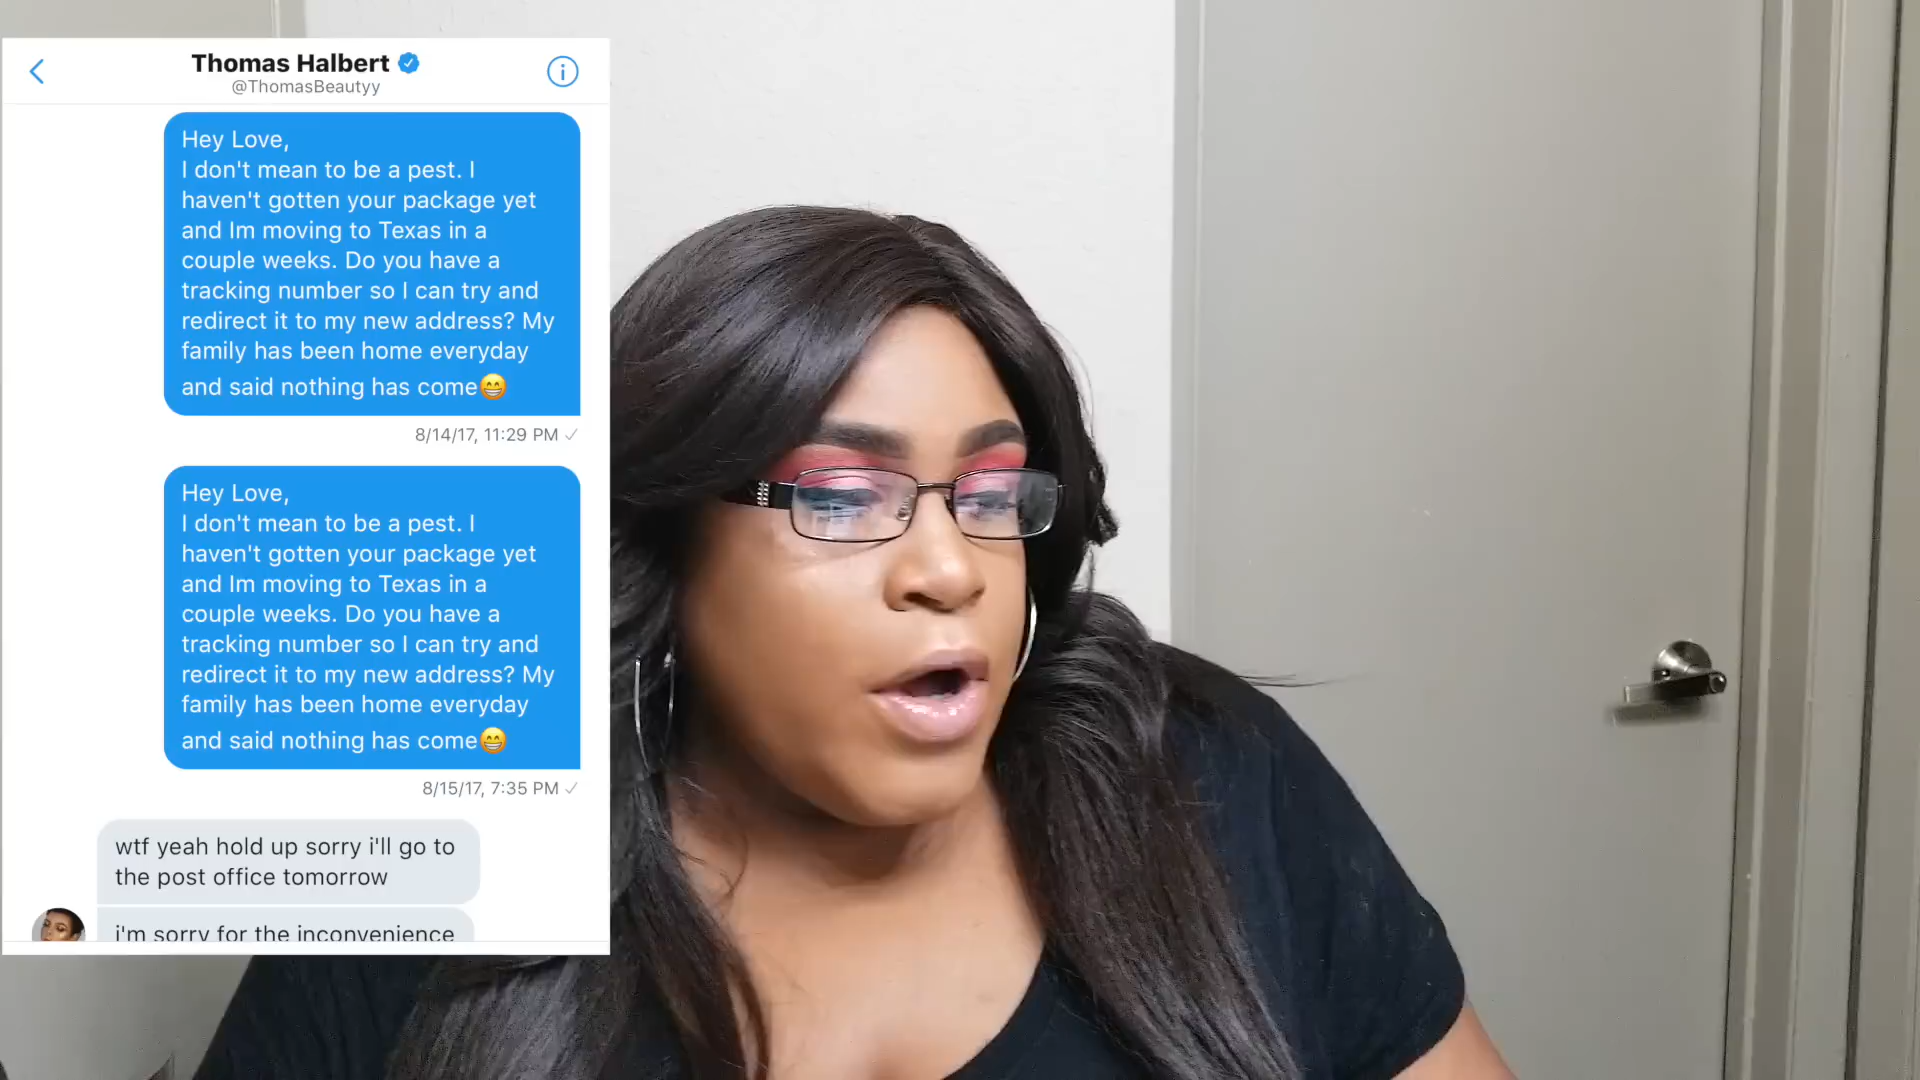 Thomas Halbert
@ThomasBeautyy
Hey Love,
I don't mean to be a pest. I
haven't gotten your package yet
and Im moving to Texas in a
couple weeks. Do you have a
tracking number so I can try and
redirect it to my new address? My
family has been home everyday
and said nothing has come😁
8/14/17, 11:29 PM ✓
Hey Love,
I don't mean to be a pest. I
haven't gotten your package yet
and Im moving to Texas in a
couple weeks. Do you have a
tracking number so I can try and
redirect it to my new address? My
family has been home everyday
and said nothing has come😁
8/15/17, 7:35 PM ✓
wtf yeah hold up sorry i'll go to
the post office tomorrow
i'm sorry for the inconvenience